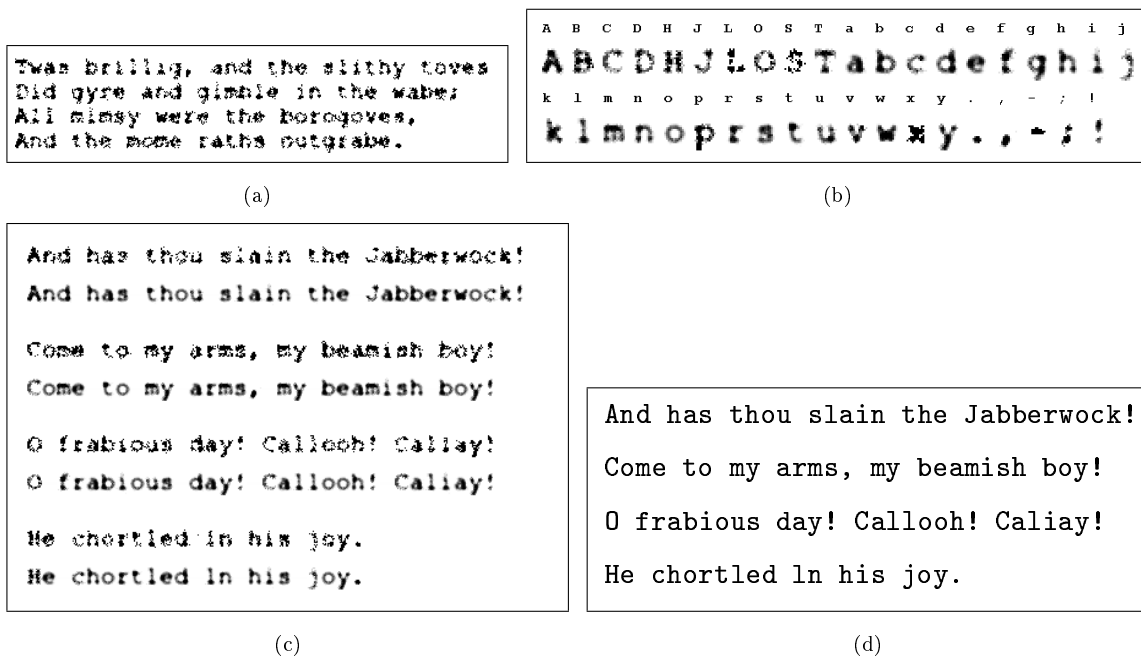 Twas brillig, and the slithy toves
Did gyre and gimble in the wabe;
All mimsy were the borogoves,
And the mome raths outgrabe.
(a)
A B C D H J L O S T a b c d e f g h i j
A B C D H J L O S T a b c d e f g h i j
k l m n o p r s t u v w x y . , - ; !
k l m n o p r s t u v w x y . , - ; !
(b)
And has thou slain the Jabberwock!
And has thou slain the Jabberwock!
Come to my arms, my beamish boy!
Come to my arms, my beamish boy!
O frabious day! Callooh! Caliay!
O frabious day! Callooh! Caliay!
He chortled in his joy.
He chortled ln his joy.
(c)
And has thou slain the Jabberwock!
Come to my arms, my beamish boy!
O frabious day! Callooh! Caliay!
He chortled ln his joy.
(d)